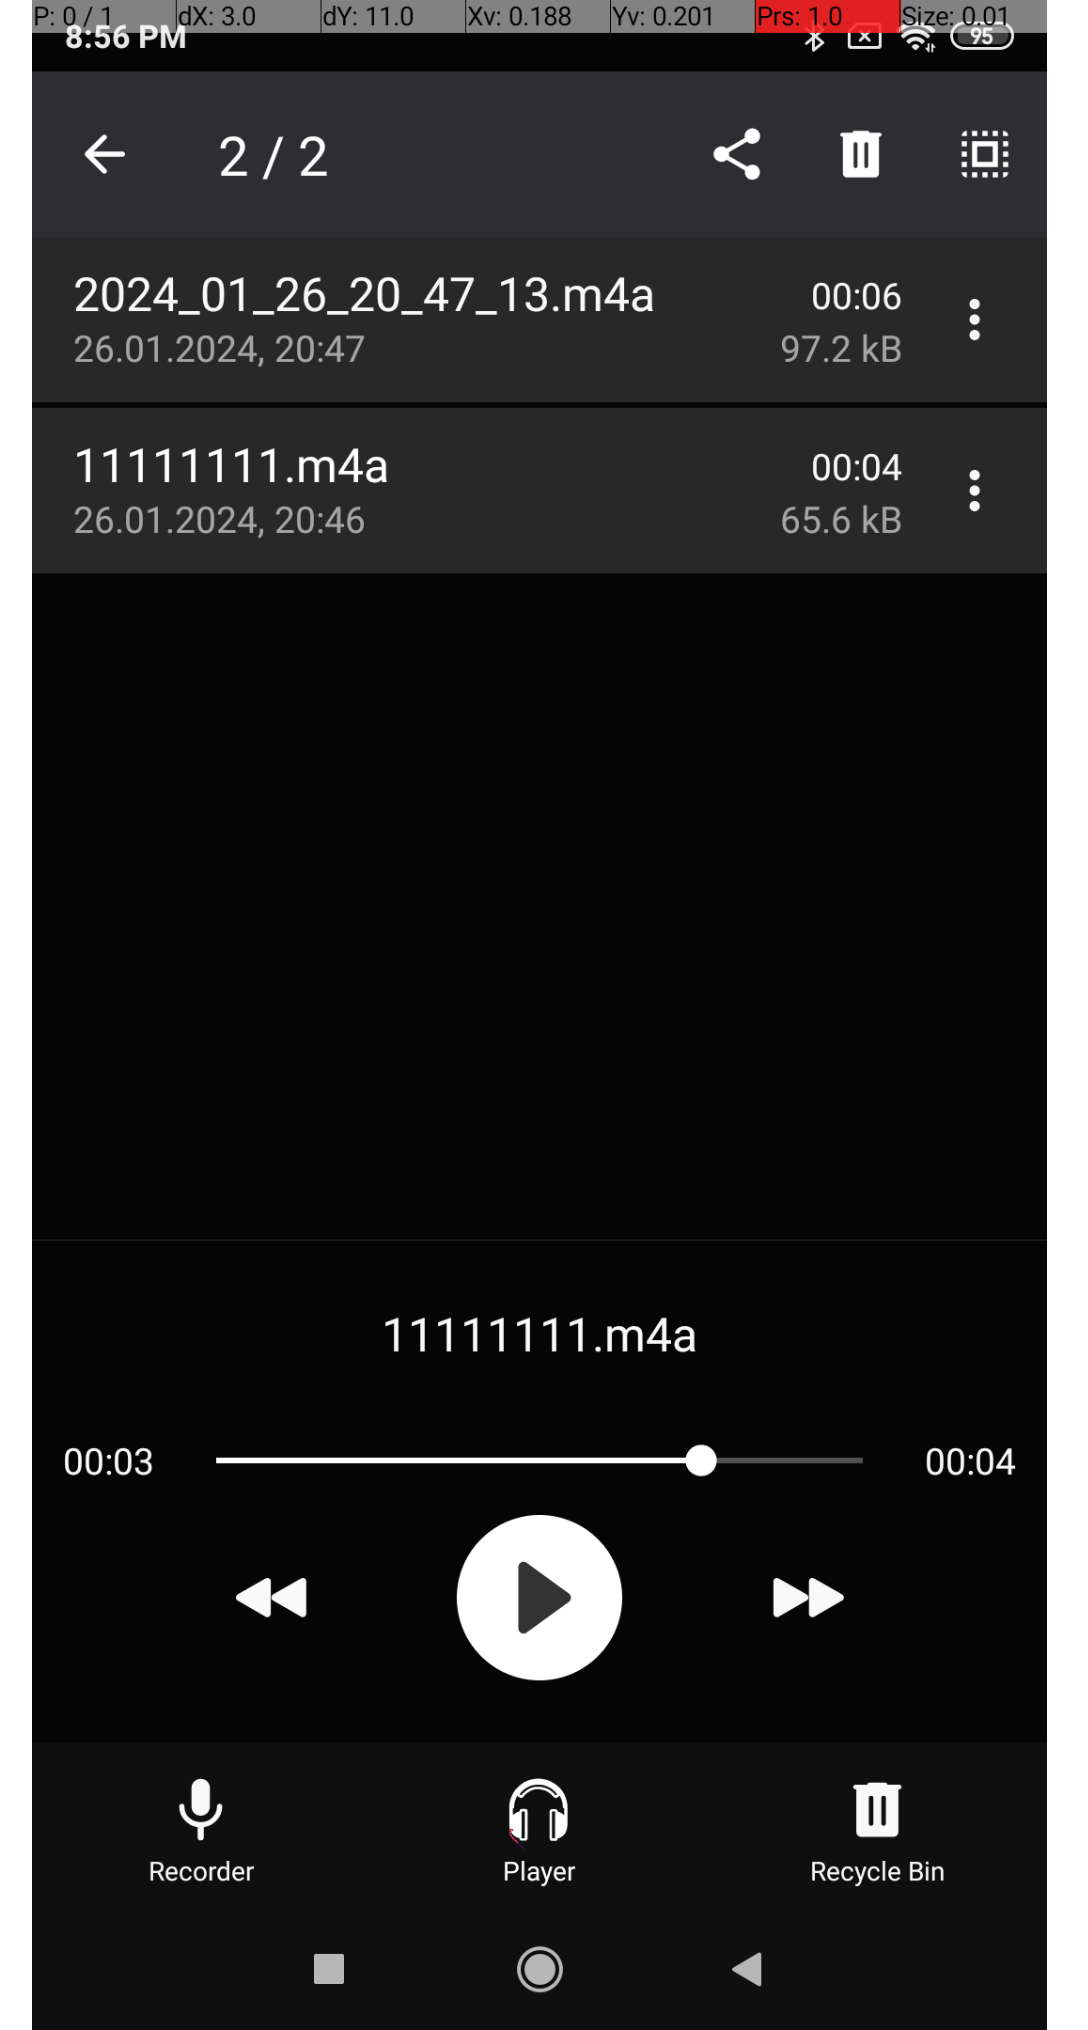 P: 0 / 1 dX: 3.0 dY: 11.0 Xv: 0.188 Yv: 0.201 Prs: 1.0 Size: 0.01
8:56 PM 95
2 / 2
2024_01_26_20_47_13.m4a 00:06
26.01.2024, 20:47 97.2 kB
11111111.m4a 00:04
26.01.2024, 20:46 65.6 kB
11111111.m4a
00:03 00:04
Recorder Player Recycle Bin